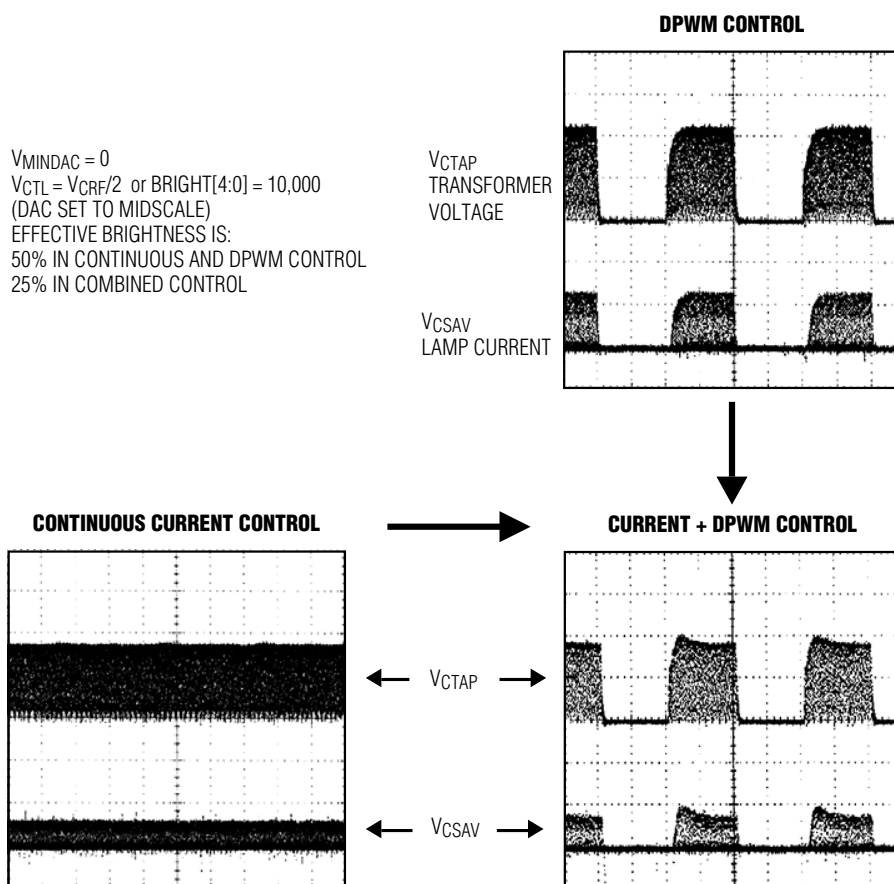 DPWM CONTROL
VMINDAC = 0
VCTL = VCRF/2 or BRIGHT[4:0] = 10,000
(DAC SET TO MIDSCALE)
EFFECTIVE BRIGHTNESS IS:
50% IN CONTINUOUS AND DPWM CONTROL
25% IN COMBINED CONTROL
VCTAP
TRANSFORMER
VOLTAGE
VCSAV
LAMP CURRENT
CONTINUOUS CURRENT CONTROL
CURRENT + DPWM CONTROL
VCTAP
VCSAV